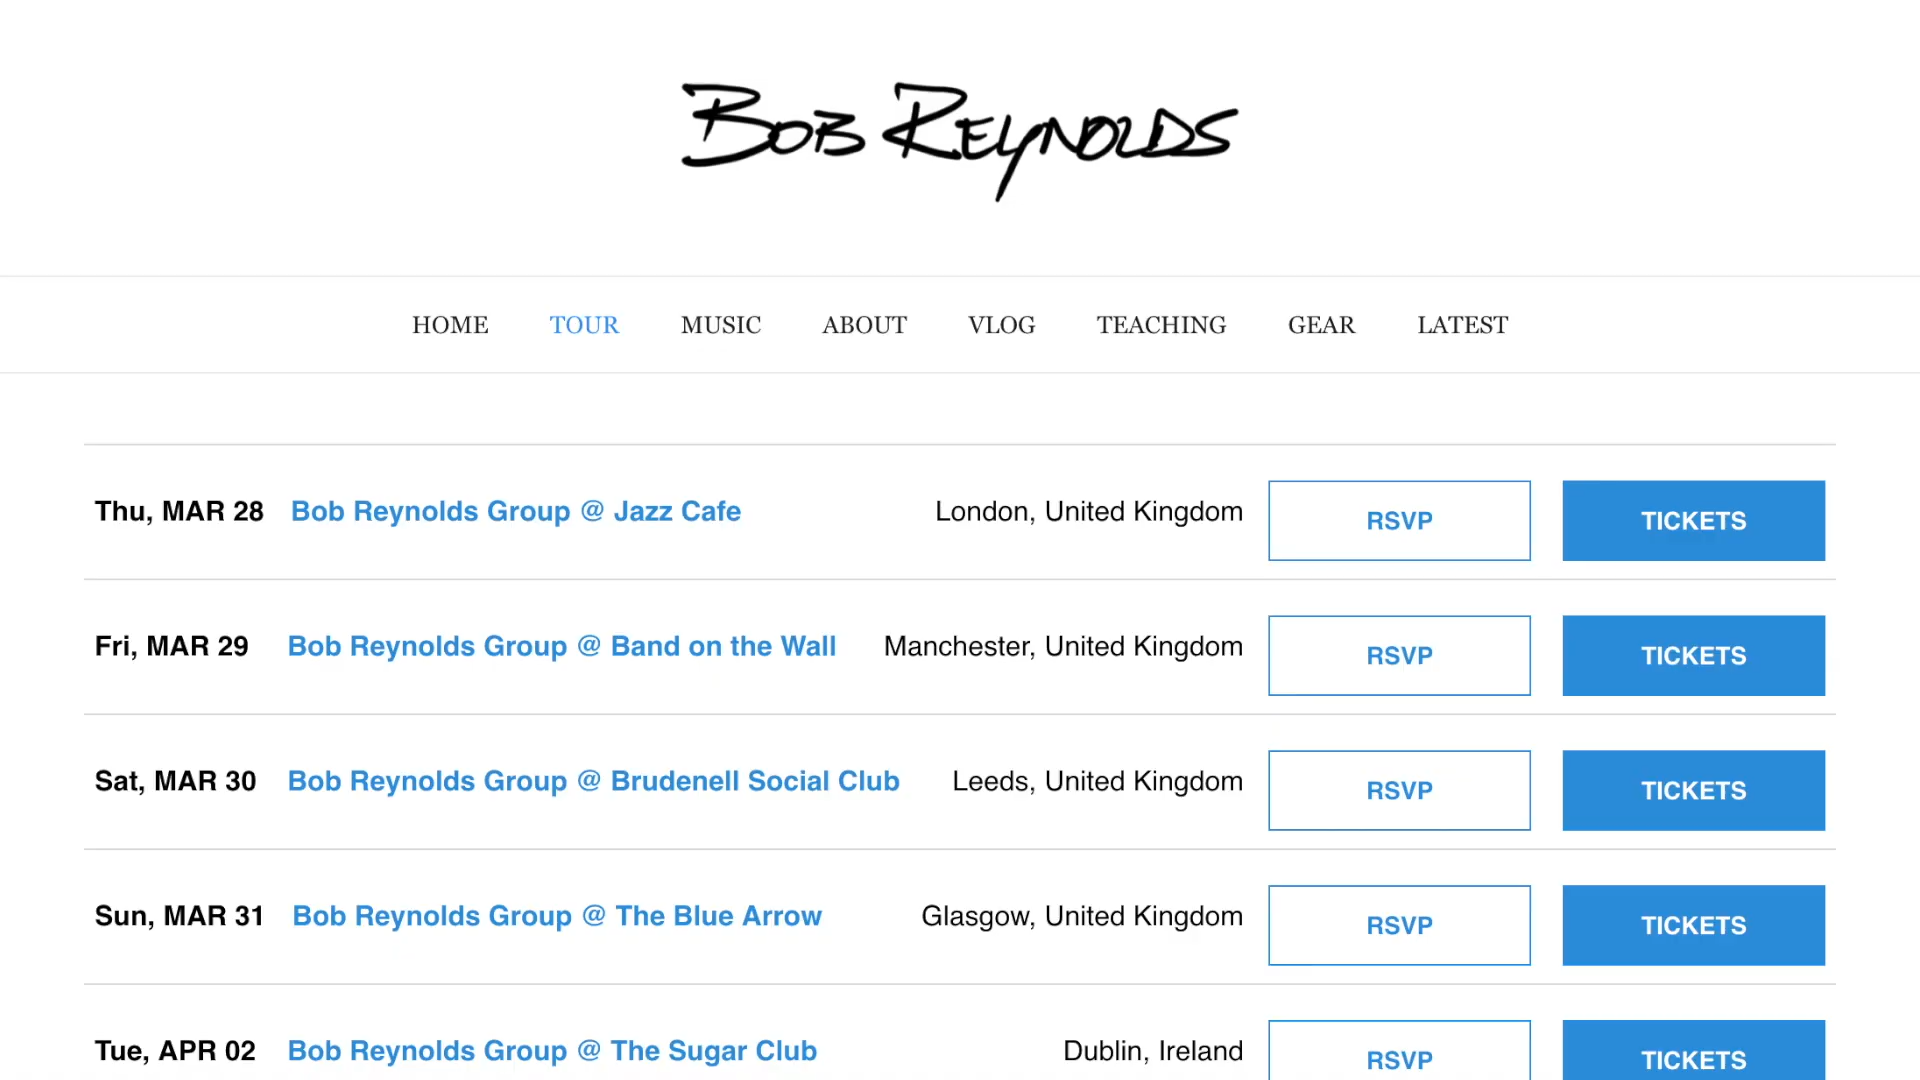 BOB REYNOLDS
HOME TOUR MUSIC ABOUT VLOG TEACHING GEAR LATEST
Thu, MAR 28 Bob Reynolds Group @ Jazz Cafe London, United Kingdom RSVP TICKETS
Fri, MAR 29 Bob Reynolds Group @ Band on the Wall Manchester, United Kingdom RSVP TICKETS
Sat, MAR 30 Bob Reynolds Group @ Brudenell Social Club Leeds, United Kingdom RSVP TICKETS
Sun, MAR 31 Bob Reynolds Group @ The Blue Arrow Glasgow, United Kingdom RSVP TICKETS
Tue, APR 02 Bob Reynolds Group @ The Sugar Club Dublin, Ireland RSVP TICKETS